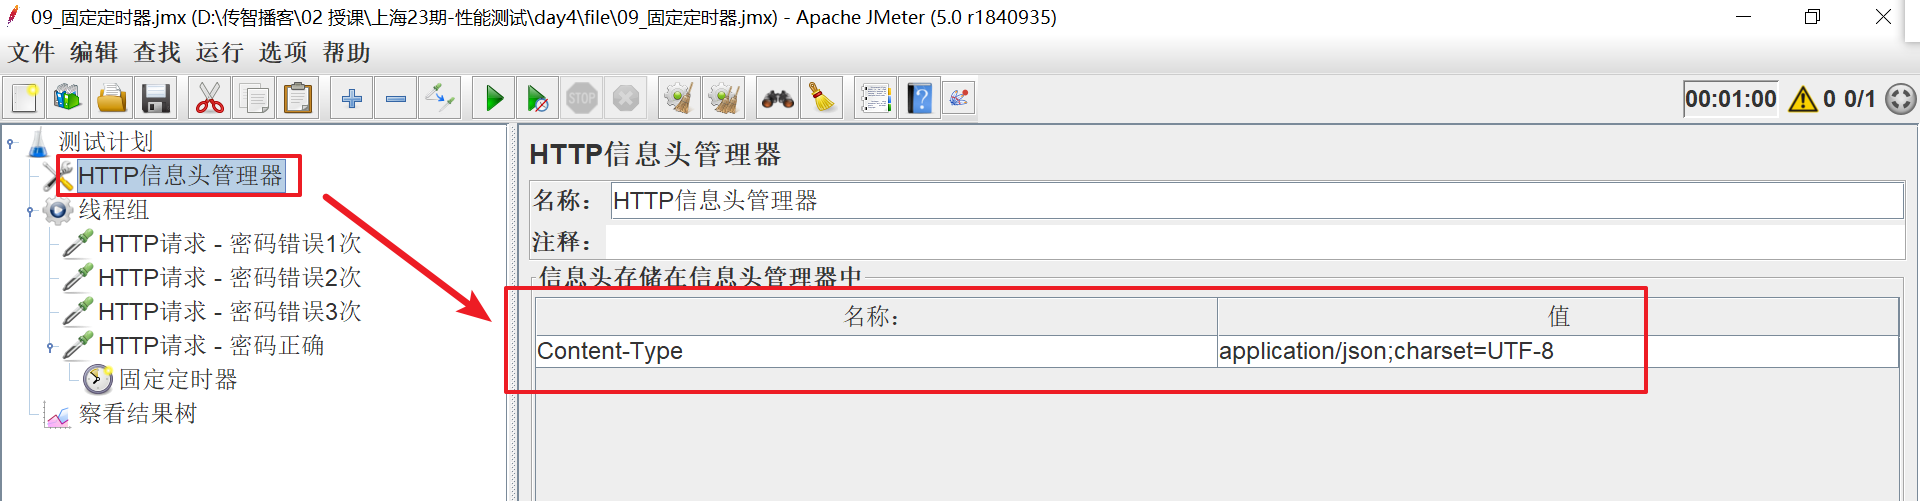 09_固定定时器.jmx (D:\传智播客\02 授课\上海23期-性能测试\day4\file\09_固定定时器.jmx) - Apache JMeter (5.0 r1840935)
文件 编辑 查找 运行 选项 帮助
STOP
00:01:00 0 0/1
测试计划
HTTP信息头管理器
线程组
HTTP请求 - 密码错误1次
HTTP请求 - 密码错误2次
HTTP请求 - 密码错误3次
HTTP请求 - 密码正确
固定定时器
察看结果树
HTTP信息头管理器
名称： HTTP信息头管理器
注释：
信息头存储在信息头管理器中
名称： 值
Content-Type application/json;charset=UTF-8